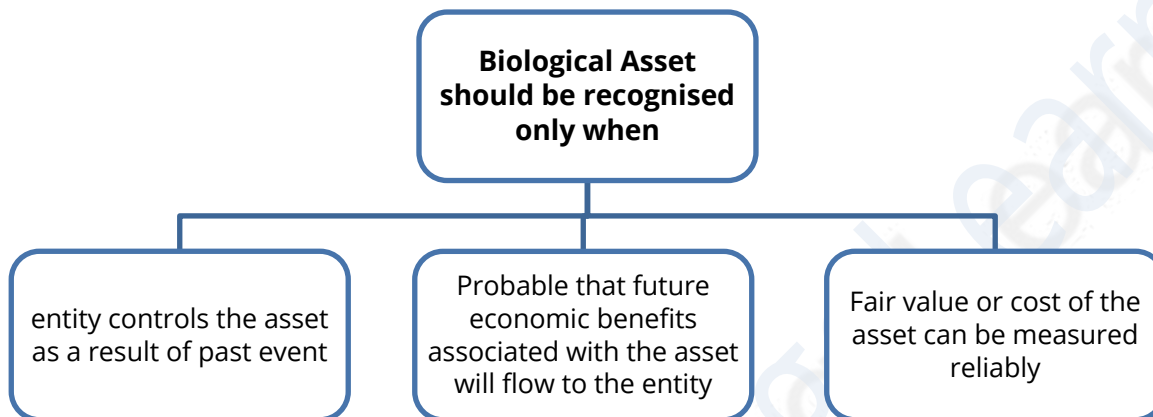 Biological Asset
should be recognised
only when
entity controls the asset
as a result of past event
Probable that future
economic benefits
associated with the asset
will flow to the entity
Fair value or cost of the
asset can be measured
reliably